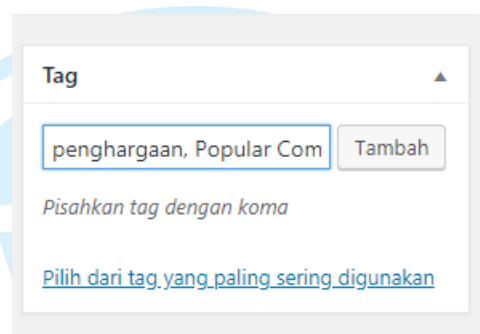 Tag
penghargaan, Popular Com
Tambah
Pisahkan tag dengan koma
Pilih dari tag yang paling sering digunakan